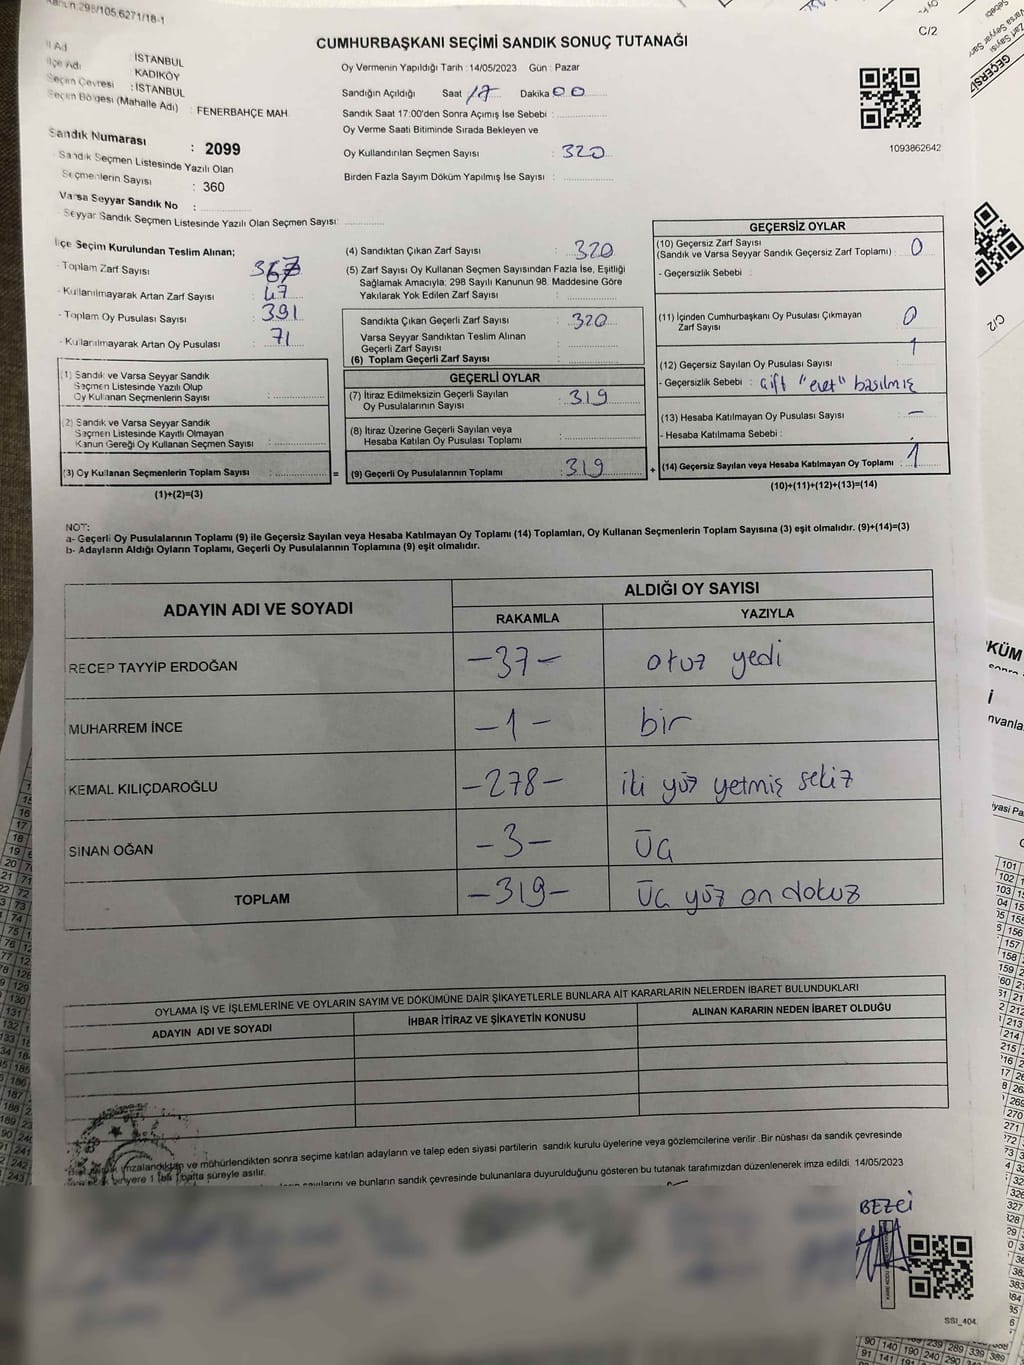 Kanun 298/105.6271/18-1
C/2
CUMHURBAŞKANI SEÇİMİ SANDIK SONUÇ TUTANAĞI
İl Adı : İSTANBUL
İlçe Adı : KADIKÖY
Seçim Çevresi : İSTANBUL
Seçim Bölgesi (Mahalle Adı) : FENERBAHÇE MAH.
Sandık Numarası : 2099
Sandık Seçmen Listesinde Yazılı Olan
Seçmenlerin Sayısı : 360
Varsa Seyyar Sandık No :
Seyyar Sandık Seçmen Listesinde Yazılı Olan Seçmen Sayısı:
Oy Vermenin Yapıldığı Tarih : 14/05/2023 Gün : Pazar
Sandığın Açıldığı Saat 17 Dakika 00
Sandık Saat 17:00'den Sonra Açımış İse Sebebi :
Oy Verme Saati Bitiminde Sırada Bekleyen ve
Oy Kullandırılan Seçmen Sayısı : 320
Birden Fazla Sayım Döküm Yapılmış İse Sayısı :
1093862642
İlçe Seçim Kurulundan Teslim Alınan;
- Toplam Zarf Sayısı : 367
- Kullanılmayarak Artan Zarf Sayısı : 47
- Toplam Oy Pusulası Sayısı : 391
- Kullanılmayarak Artan Oy Pusulası : 71
(1) Sandık ve Varsa Seyyar Sandık
Seçmen Listesinde Yazılı Olup
Oy Kullanan Seçmenlerin Sayısı :
(2) Sandık ve Varsa Seyyar Sandık
Seçmen Listesinde Kayıtlı Olmayan
Kanun Gereği Oy Kullanan Seçmen Sayısı :
(3) Oy Kullanan Seçmenlerin Toplam Sayısı :
(1)+(2)=(3)
(4) Sandıktan Çıkan Zarf Sayısı : 320
(5) Zarf Sayısı Oy Kullanan Seçmen Sayısından Fazla İse, Eşitliği
Sağlamak Amacıyla; 298 Sayılı Kanunun 98. Maddesine Göre
Yakılarak Yok Edilen Zarf Sayısı :
Sandıkta Çıkan Geçerli Zarf Sayısı : 320
Varsa Seyyar Sandıktan Teslim Alınan
Geçerli Zarf Sayısı :
(6) Toplam Geçerli Zarf Sayısı :
GEÇERLİ OYLAR
(7) İtiraz Edilmeksizin Geçerli Sayılan
Oy Pusulalarının Sayısı : 319
(8) İtiraz Üzerine Geçerli Sayılan veya
Hesaba Katılan Oy Pusulası Toplamı :
= (9) Geçerli Oy Pusulalarının Toplamı : 319
GEÇERSİZ OYLAR
(10) Geçersiz Zarf Sayısı
(Sandık ve Varsa Seyyar Sandık Geçersiz Zarf Toplamı) : 0
- Geçersizlik Sebebi :
(11) İçinden Cumhurbaşkanı Oy Pusulası Çıkmayan
Zarf Sayısı : 0
(12) Geçersiz Sayılan Oy Pusulası Sayısı : 1
- Geçersizlik Sebebi : çift "evet" basılmış
(13) Hesaba Katılmayan Oy Pusulası Sayısı : –
- Hesaba Katılmama Sebebi :
+ (14) Geçersiz Sayılan veya Hesaba Katılmayan Oy Toplamı : 1
(10)+(11)+(12)+(13)=(14)
NOT:
a- Geçerli Oy Pusulalarının Toplamı (9) ile Geçersiz Sayılan veya Hesaba Katılmayan Oy Toplamı (14) Toplamları, Oy Kullanan Seçmenlerin Toplam Sayısına (3) eşit olmalıdır. (9)+(14)=(3)
b- Adayların Aldığı Oyların Toplamı, Geçerli Oy Pusulalarının Toplamına (9) eşit olmalıdır.
ADAYIN ADI VE SOYADI
ALDIĞI OY SAYISI
RAKAMLA YAZIYLA
RECEP TAYYİP ERDOĞAN -37- otuz yedi
MUHARREM İNCE -1- bir
KEMAL KILIÇDAROĞLU -278- iki yüz yetmiş sekiz
SİNAN OĞAN -3- üç
TOPLAM -319- üç yüz on dokuz
OYLAMA İŞ VE İŞLEMLERİNE VE OYLARIN SAYIM VE DÖKÜMÜNE DAİR ŞİKAYETLERLE BUNLARA AİT KARARLARIN NELERDEN İBARET BULUNDUKLARI
ADAYIN ADI VE SOYADI İHBAR İTİRAZ VE ŞİKAYETİN KONUSU ALINAN KARARIN NEDEN İBARET OLDUĞU
imzalandıktan ve mühürlendikten sonra seçime katılan adayların ve talep eden siyasi partilerin sandık kurulu üyelerine veya gözlemcilerine verilir. Bir nüshası da sandık çevresinde
1 hafta süreyle asılır.
sayılarını ve bunların sandık çevresinde bulunanlara duyurulduğunu gösteren bu tutanak tarafımızdan düzenlenerek imza edildi. 14/05/2023
BEZCİ
SSI_404